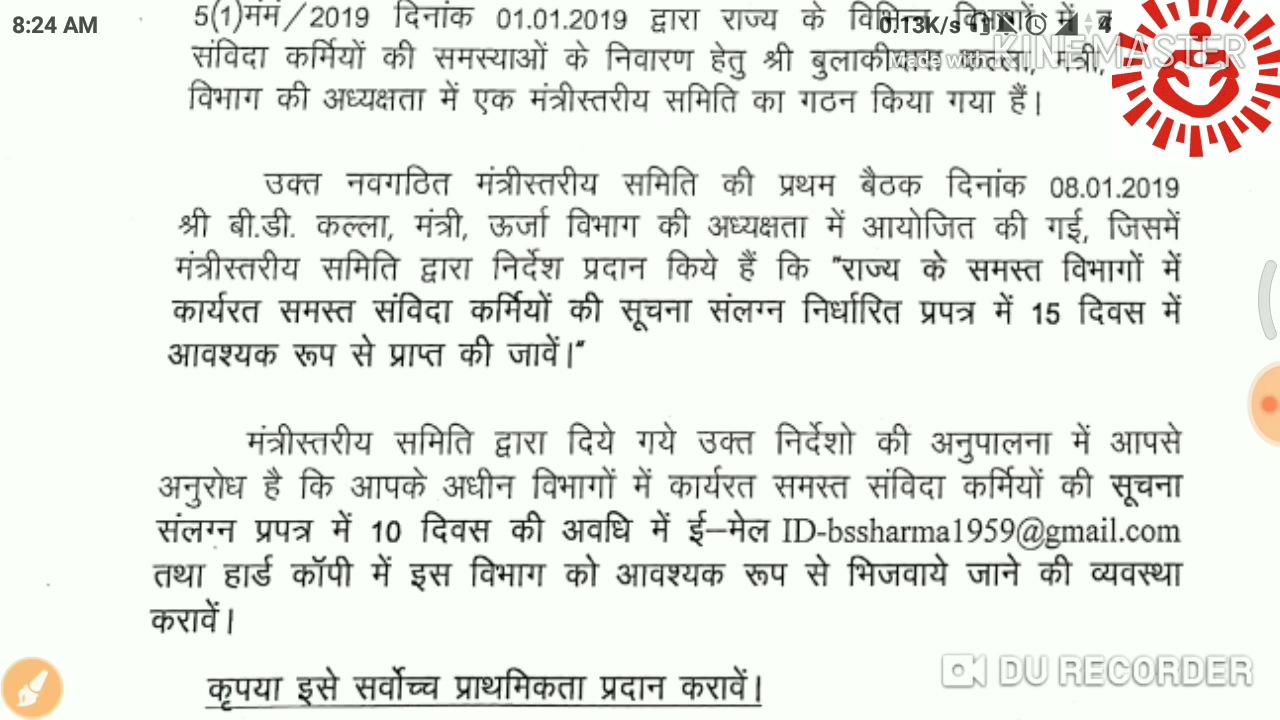 8:24 AM
0.13K/s
5(1)मंमं/2019 दिनांक 01.01.2019 द्वारा राज्य के विभिन्न विभागों में
संविदा कर्मियों की समस्याओं के निवारण हेतु श्री बुलाकीदास कल्ला, मंत्री,
made with KINEMASTER
विभाग की अध्यक्षता में एक मंत्रीस्तरीय समिति का गठन किया गया हैं।
उक्त नवगठित मंत्रीस्तरीय समिति की प्रथम बैठक दिनांक 08.01.2019
श्री बी.डी. कल्ला, मंत्री, ऊर्जा विभाग की अध्यक्षता में आयोजित की गई, जिसमें
मंत्रीस्तरीय समिति द्वारा निर्देश प्रदान किये हैं कि "राज्य के समस्त विभागों में
कार्यरत समस्त संविदा कर्मियों की सूचना संलग्न निर्धारित प्रपत्र में 15 दिवस में
आवश्यक रूप से प्राप्त की जावें।"
मंत्रीस्तरीय समिति द्वारा दिये गये उक्त निर्देशो की अनुपालना में आपसे
अनुरोध है कि आपके अधीन विभागों में कार्यरत समस्त संविदा कर्मियों की सूचना
संलग्न प्रपत्र में 10 दिवस की अवधि में ई–मेल ID-bssharma1959@gmail.com
तथा हार्ड कॉपी में इस विभाग को आवश्यक रूप से भिजवाये जाने की व्यवस्था
करावें।
कृपया इसे सर्वोच्च प्राथमिकता प्रदान करावें।
DU RECORDER